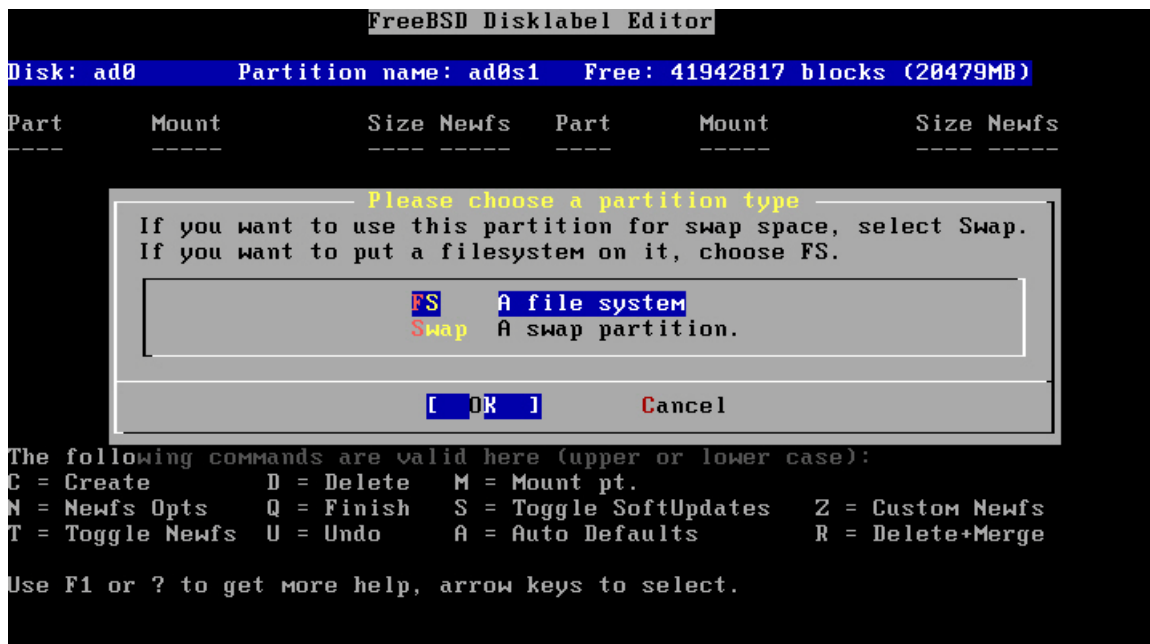 FreeBSD Disklabel Editor
Disk: ad0 Partition name: ad0s1 Free: 41942817 blocks (20479MB)
Part Mount Size Newfs Part Mount Size Newfs
---- ----- ---- ----- ---- ----- ---- -----
Please choose a partition type
If you want to use this partition for swap space, select Swap.
If you want to put a filesystem on it, choose FS.
FS A file system
Swap A swap partition.
[ OK ] Cancel
The following commands are valid here (upper or lower case):
C = Create D = Delete M = Mount pt.
N = Newfs Opts Q = Finish S = Toggle SoftUpdates Z = Custom Newfs
T = Toggle Newfs U = Undo A = Auto Defaults R = Delete+Merge
Use F1 or ? to get more help, arrow keys to select.